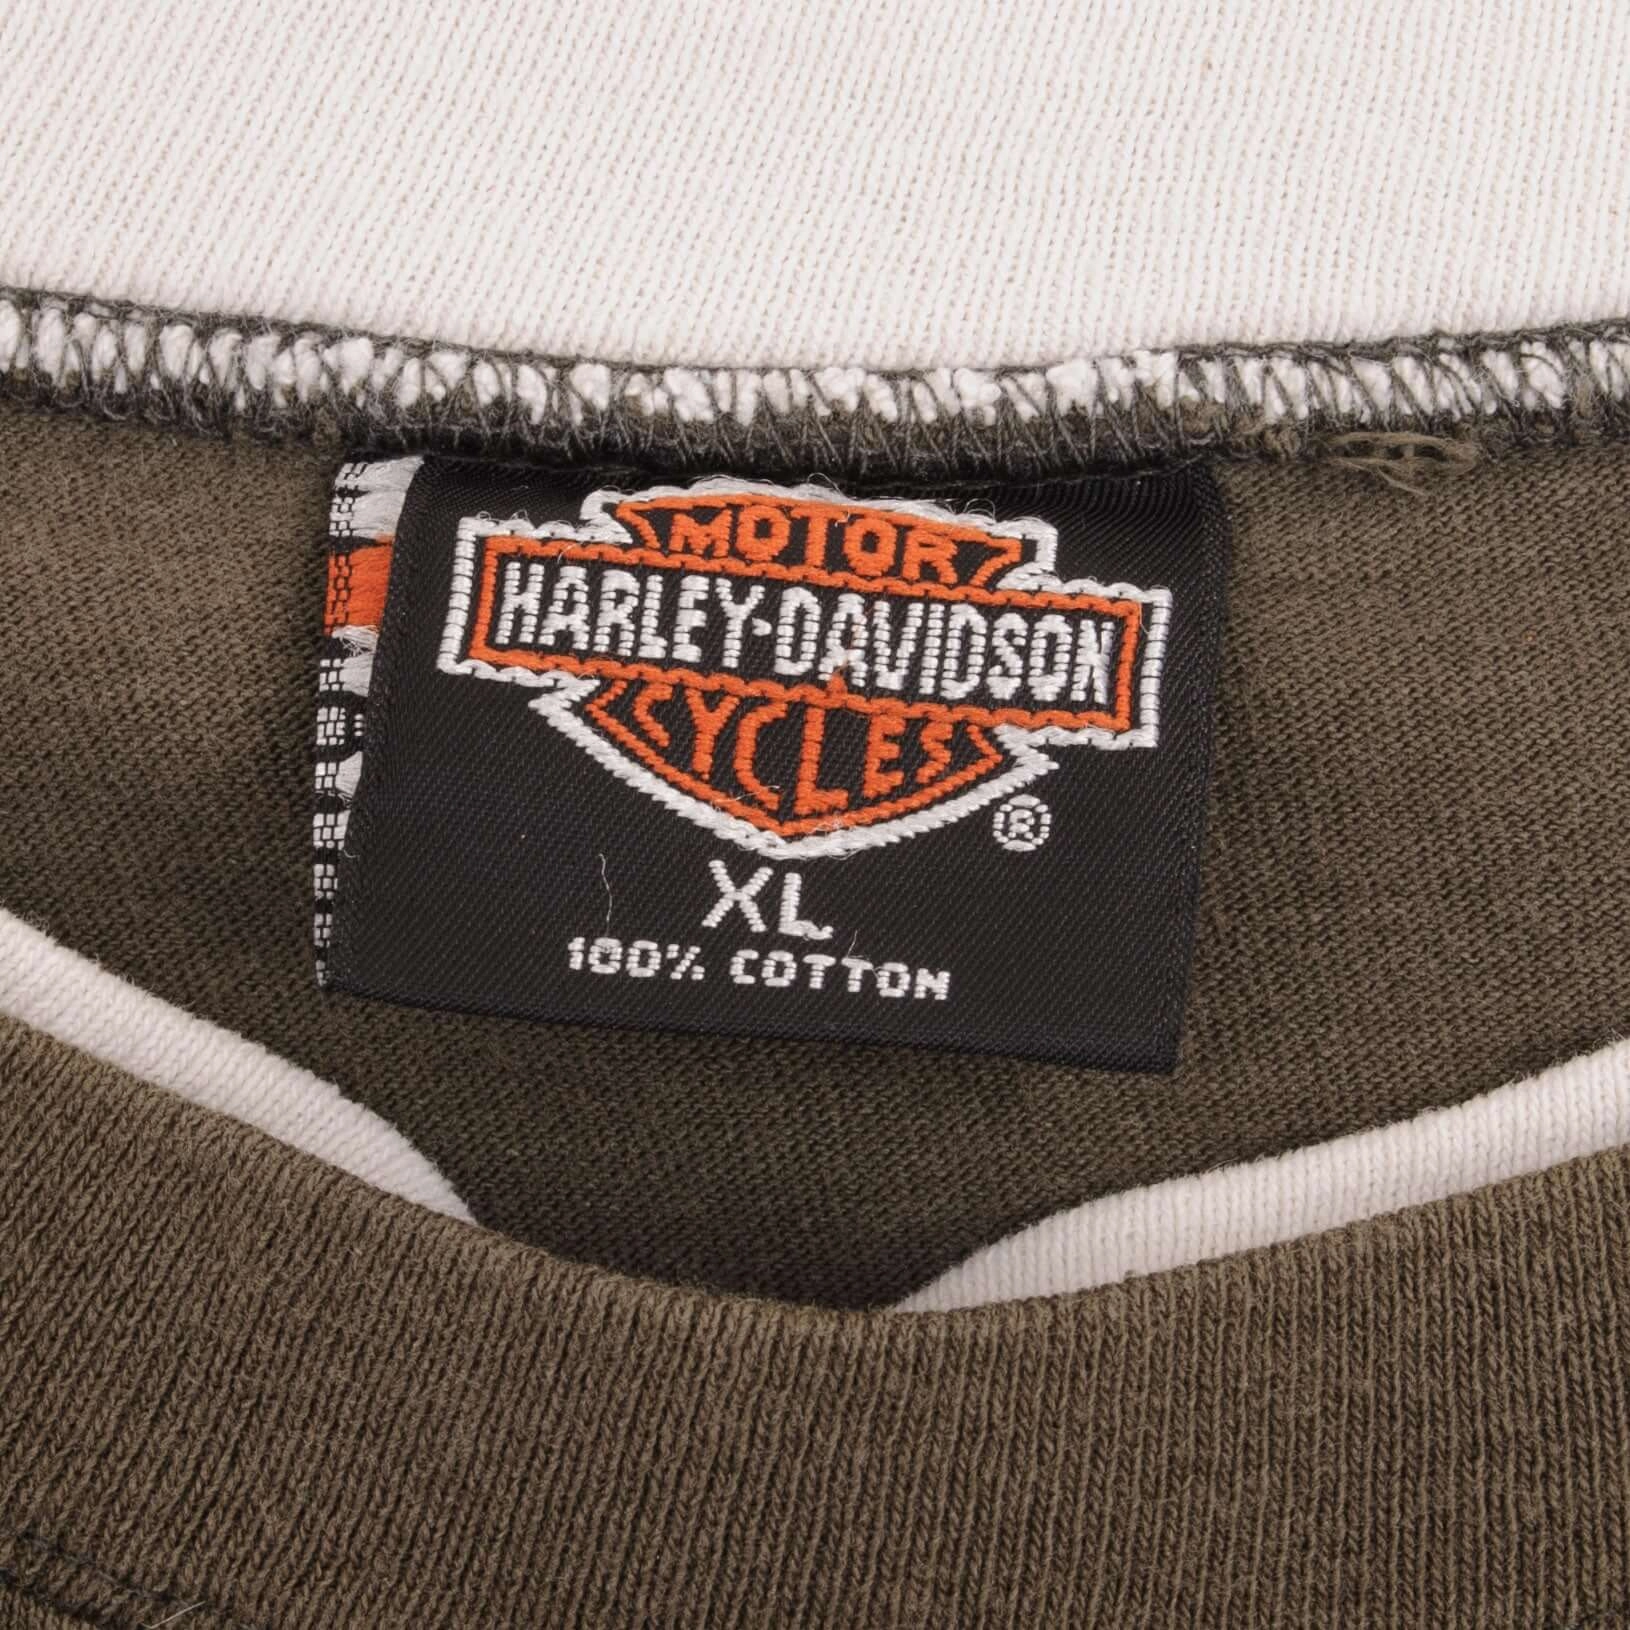 MOTOR
HARLEY-DAVIDSON
CYCLES
®
XL
100% COTTON